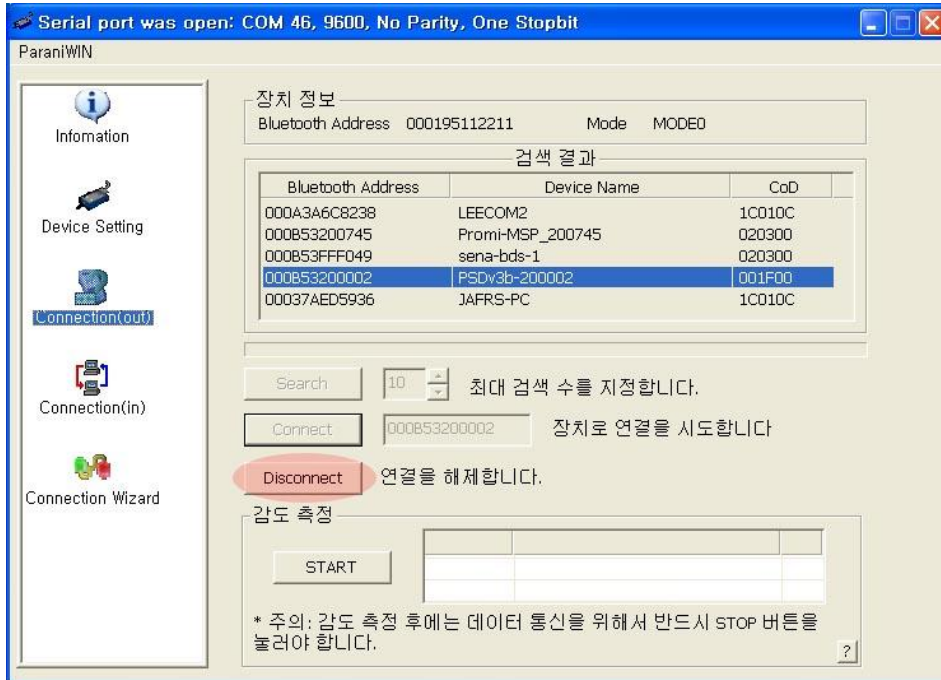 Serial port was open: COM 46, 9600, No Parity, One Stopbit
ParaniWIN
Infomation
Device Setting
Connection(out)
Connection(in)
Connection Wizard
장치 정보
Bluetooth Address 000195112211 Mode MODE0
검색 결과
Bluetooth Address Device Name CoD
000A3A6C8238 LEECOM2 1C010C
000B53200745 Promi-MSP_200745 020300
000B53FFF049 sena-bds-1 020300
000B53200002 PSDv3b-200002 001F00
00037AED5936 JAFRS-PC 1C010C
Search 10 최대 검색 수를 지정합니다.
Connect 000B53200002 장치로 연결을 시도합니다
Disconnect 연결을 해제합니다.
감도 측정
START
* 주의: 감도 측정 후에는 데이터 통신을 위해서 반드시 STOP 버튼을
눌러야 합니다.
?